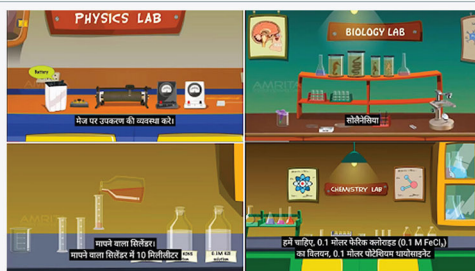 PHYSICS LAB
Battery
मेज पर उपकरण की व्यवस्था करें।
BIOLOGY LAB
AMRITA
सोलैनेसिया
मापने वाला सिलेंडर।
मापने वाला सिलेंडर में 10 मिलीलीटर
CHEMISTRY LAB
हमें चाहिए, 0.1 मोलर फेरिक क्लोराइड (0.1 M FeCl₃)
का विलयन, 0.1 मोलर पोटेशियम थायोसाइनेट